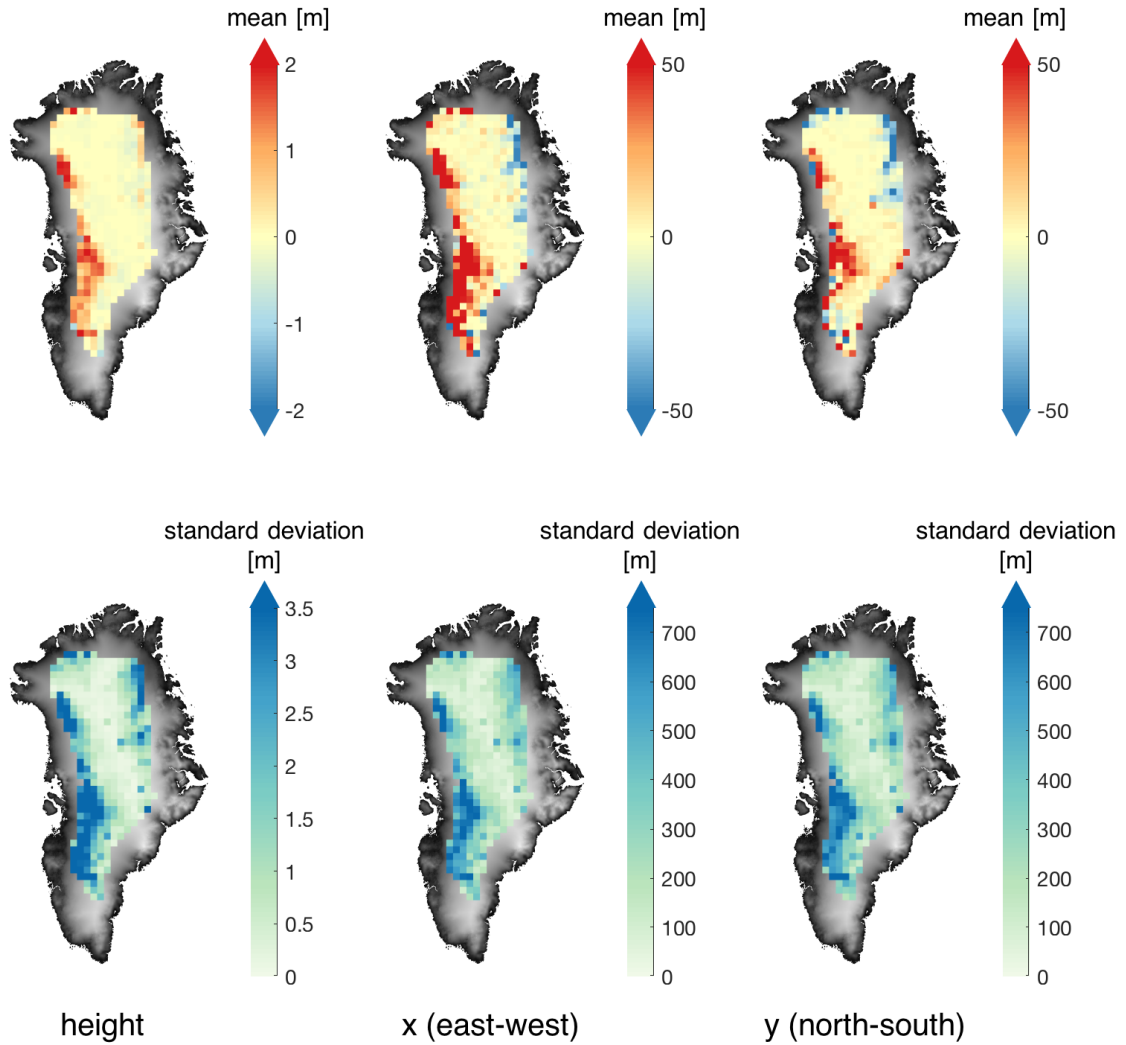 mean [m]
2
1
0
-1
-2
mean [m]
50
0
-50
mean [m]
50
0
-50
standard deviation
[m]
3.5
3
2.5
2
1.5
1
0.5
0
standard deviation
[m]
700
600
500
400
300
200
100
0
standard deviation
[m]
700
600
500
400
300
200
100
0
height
x (east-west)
y (north-south)